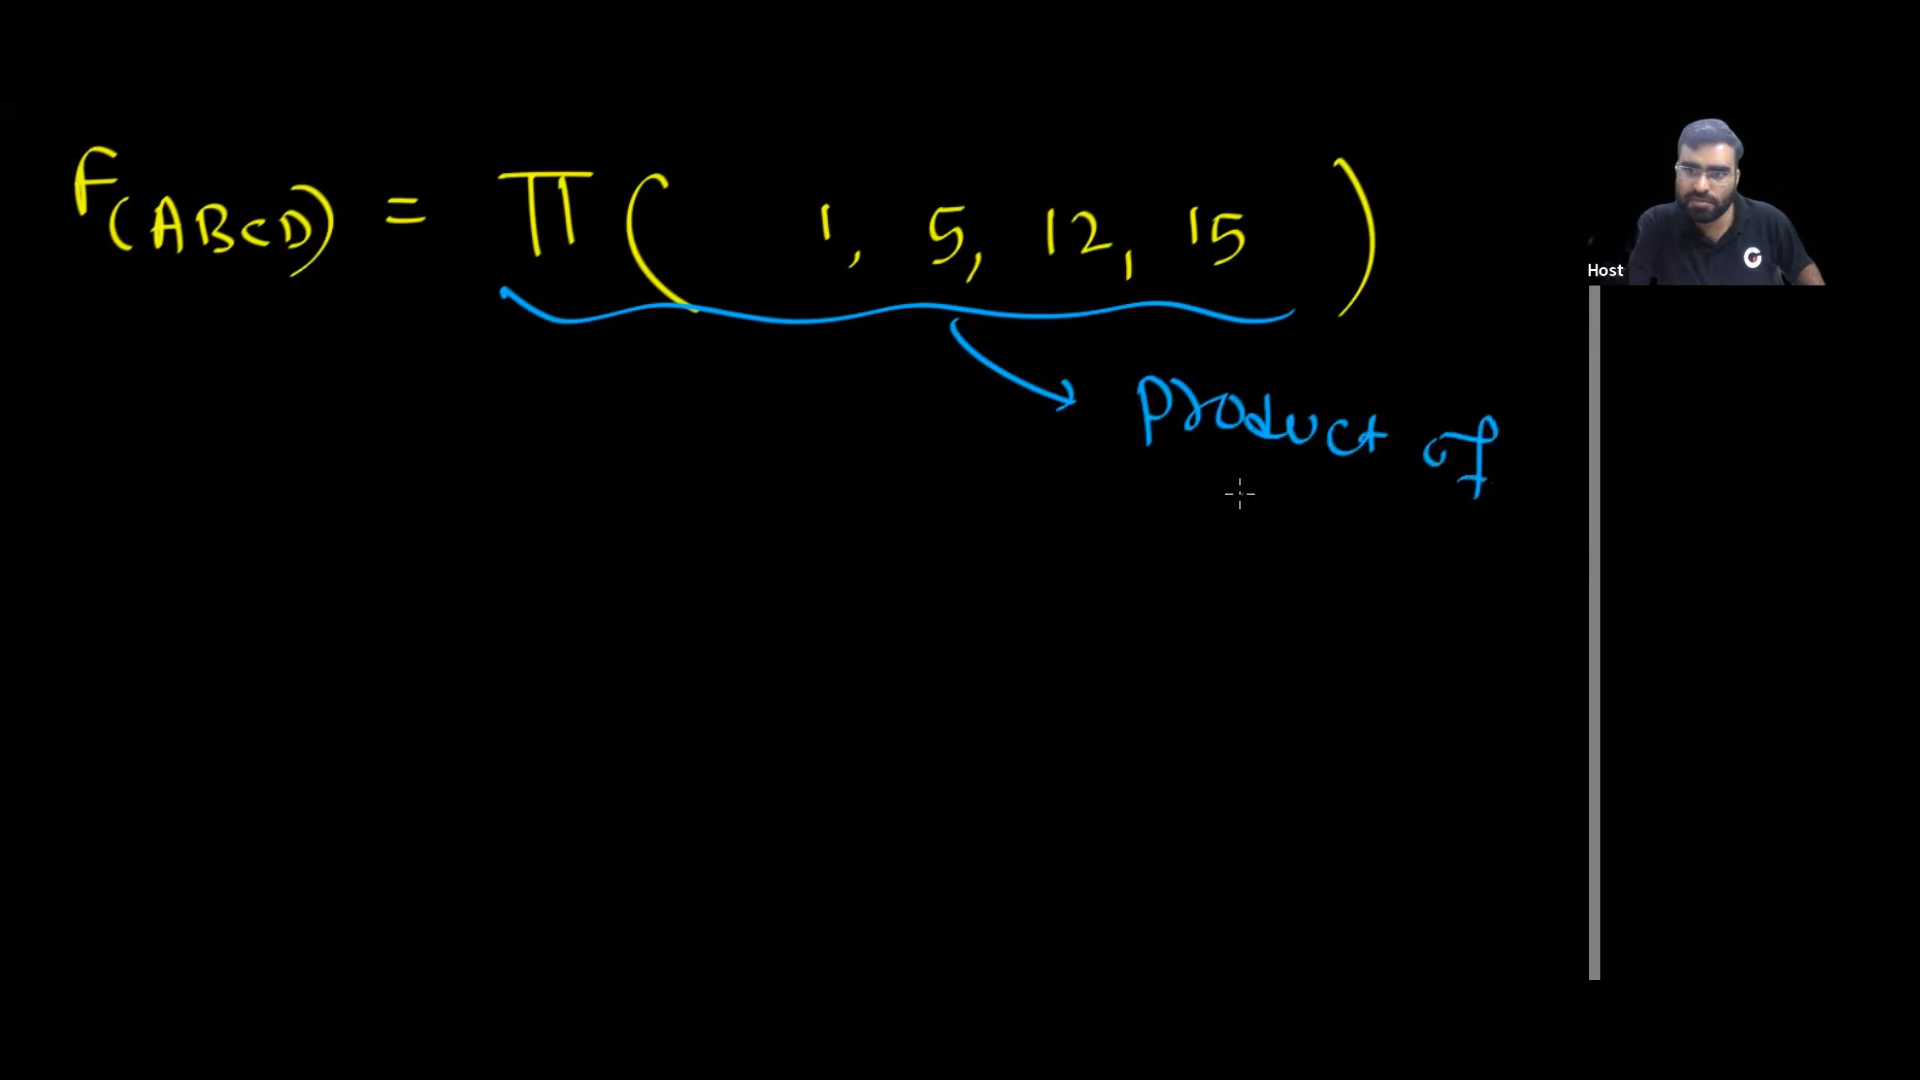 F(ABCD) = Π( 1, 5, 12, 15 )
Host
product of